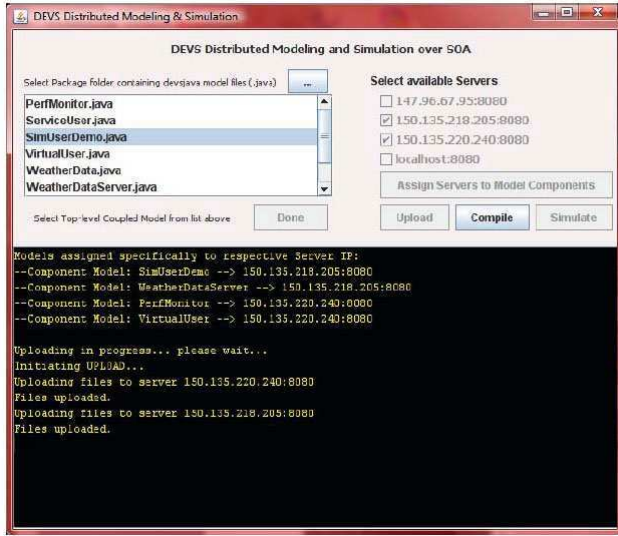 DEVS Distributed Modeling & Simulation
DEVS Distributed Modeling and Simulation over SOA
Select Package folder containing devsjava model files (.java)
...
PerfMonitor.java
ServiceUser.java
SimUserDemo.java
VirtualUser.java
WeatherData.java
WeatherDataServer.java
Select Top-level Coupled Model from list above
Done
Select available Servers
147.96.67.95:8080
150.135.218.205:8080
150.135.220.240:8080
localhost:8080
Assign Servers to Model Components
Upload
Compile
Simulate
Models assigned specifically to respective Server IP:
--Component Model: SimUserDemo --> 150.135.218.205:8080
--Component Model: WeatherDataServer --> 150.135.218.205:8080
--Component Model: PerfMonitor --> 150.135.220.240:8080
--Component Model: VirtualUser --> 150.135.220.240:8080
Uploading in progress... please wait...
Initiating UPLOAD...
Uploading files to server 150.135.220.240:8080
Files uploaded.
Uploading files to server 150.135.218.205:8080
Files uploaded.